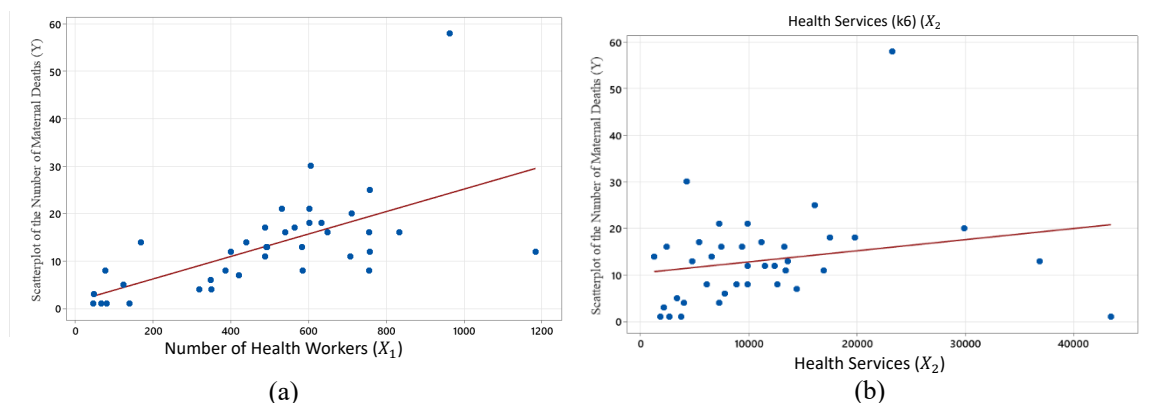 Scatterplot of the Number of Maternal Deaths (Y)
60
50
40
30
20
10
0
0 200 400 600 800 1000 1200
Number of Health Workers (𝑋₁)
(a)
Health Services (k6) (𝑋₂
Scatterplot of the Number of Maternal Deaths (Y)
60
50
40
30
20
10
0
0 10000 20000 30000 40000
Health Services (𝑋₂)
(b)